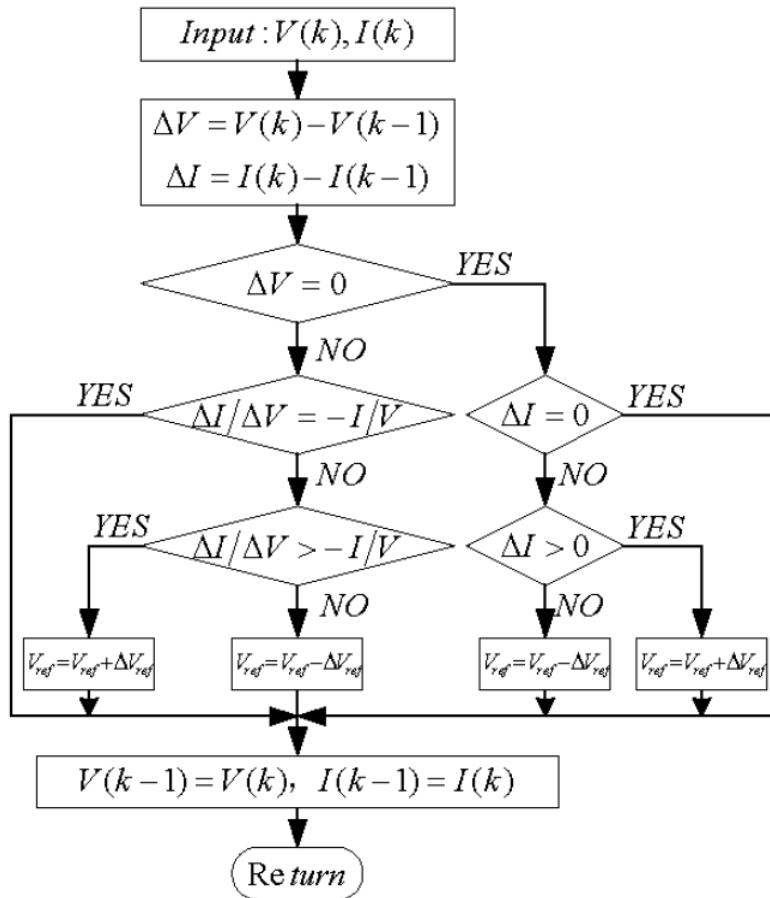 Input : V(k), I(k)
ΔV = V(k) − V(k − 1)
ΔI = I(k) − I(k − 1)
ΔV = 0
YES
NO
YES
ΔI/ΔV = −I/V
ΔI = 0
YES
NO
NO
YES
ΔI/ΔV > −I/V
ΔI > 0
YES
NO
NO
V_ref = V_ref + ΔV_ref
V_ref = V_ref − ΔV_ref
V_ref = V_ref − ΔV_ref
V_ref = V_ref + ΔV_ref
V(k − 1) = V(k), I(k − 1) = I(k)
Re turn